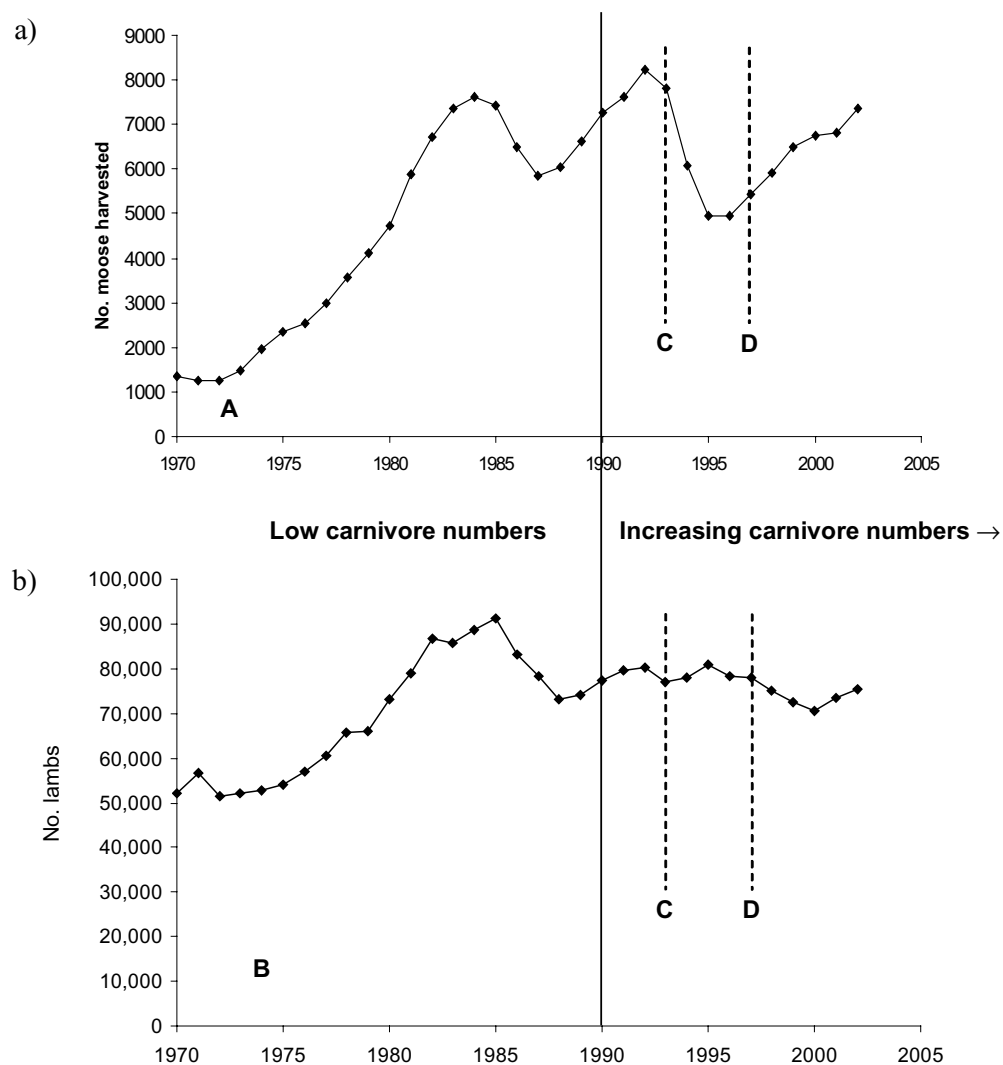 a)
9000
8000
7000
6000
5000
4000
3000
2000
1000
0
No. moose harvested
A
C
D
1970 1975 1980 1985 1990 1995 2000 2005
Low carnivore numbers
Increasing carnivore numbers →
b)
100,000
90,000
80,000
70,000
60,000
50,000
40,000
30,000
20,000
10,000
0
No. lambs
B
C
D
1970 1975 1980 1985 1990 1995 2000 2005